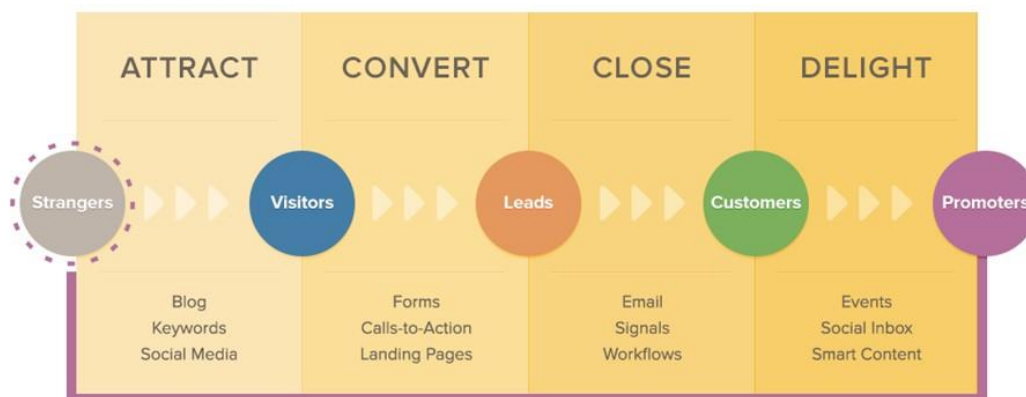 ATTRACT CONVERT CLOSE DELIGHT
Strangers Visitors Leads Customers Promoters
Blog Forms Email Events
Keywords Calls-to-Action Signals Social Inbox
Social Media Landing Pages Workflows Smart Content